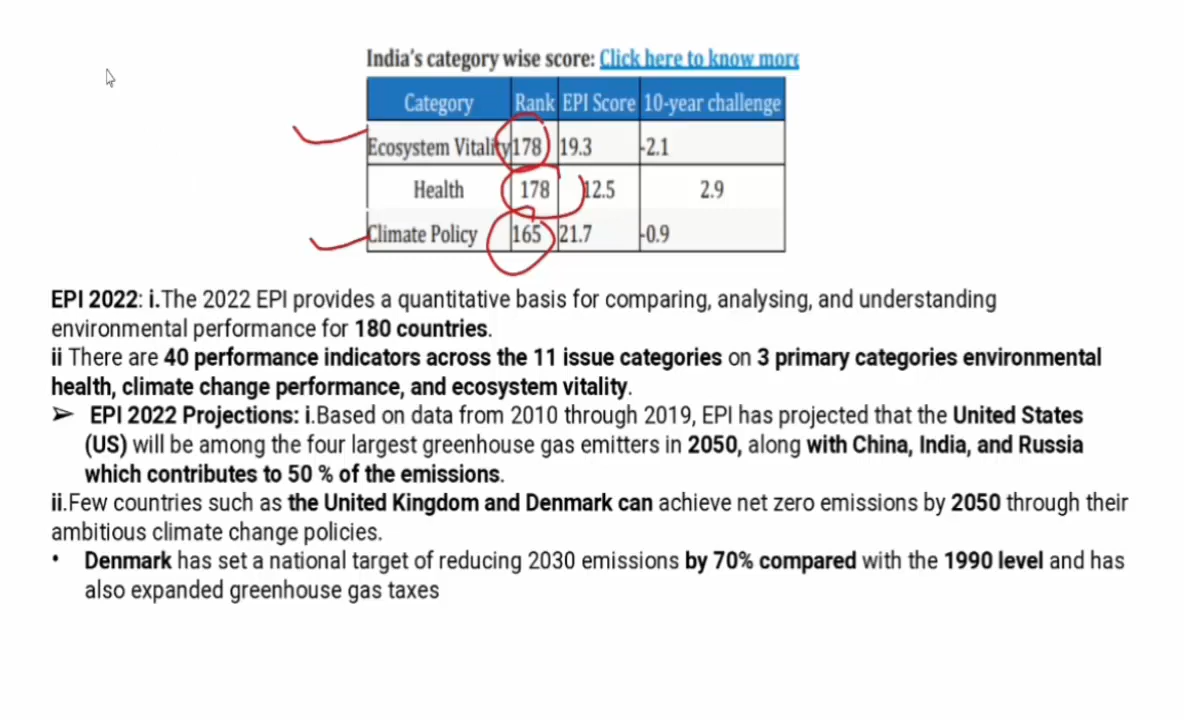 India's category wise score: Click here to know more
Category Rank EPI Score 10-year challenge
Ecosystem Vitality 178 19.3 -2.1
Health 178 12.5 2.9
Climate Policy 165 21.7 -0.9
EPI 2022: i.The 2022 EPI provides a quantitative basis for comparing, analysing, and understanding
environmental performance for 180 countries.
ii There are 40 performance indicators across the 11 issue categories on 3 primary categories environmental
health, climate change performance, and ecosystem vitality.
➢ EPI 2022 Projections: i.Based on data from 2010 through 2019, EPI has projected that the United States
(US) will be among the four largest greenhouse gas emitters in 2050, along with China, India, and Russia
which contributes to 50 % of the emissions.
ii.Few countries such as the United Kingdom and Denmark can achieve net zero emissions by 2050 through their
ambitious climate change policies.
• Denmark has set a national target of reducing 2030 emissions by 70% compared with the 1990 level and has
also expanded greenhouse gas taxes